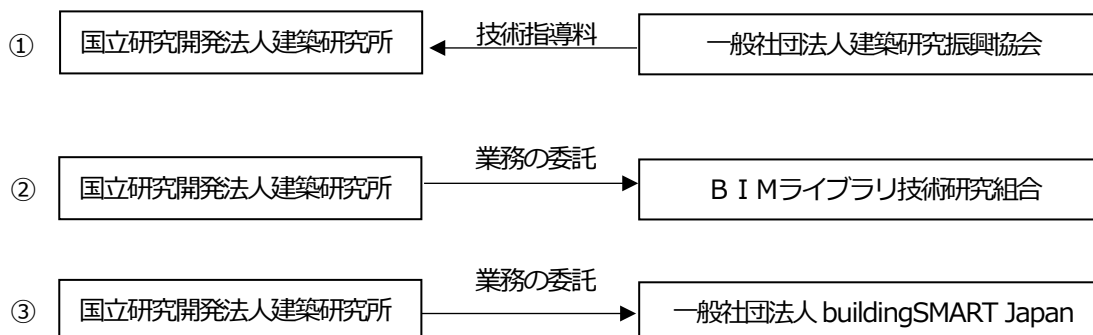 ① 国立研究開発法人建築研究所 技術指導料 一般社団法人建築研究振興協会
② 国立研究開発法人建築研究所 業務の委託 ＢＩＭライブラリ技術研究組合
③ 国立研究開発法人建築研究所 業務の委託 一般社団法人 buildingSMART Japan